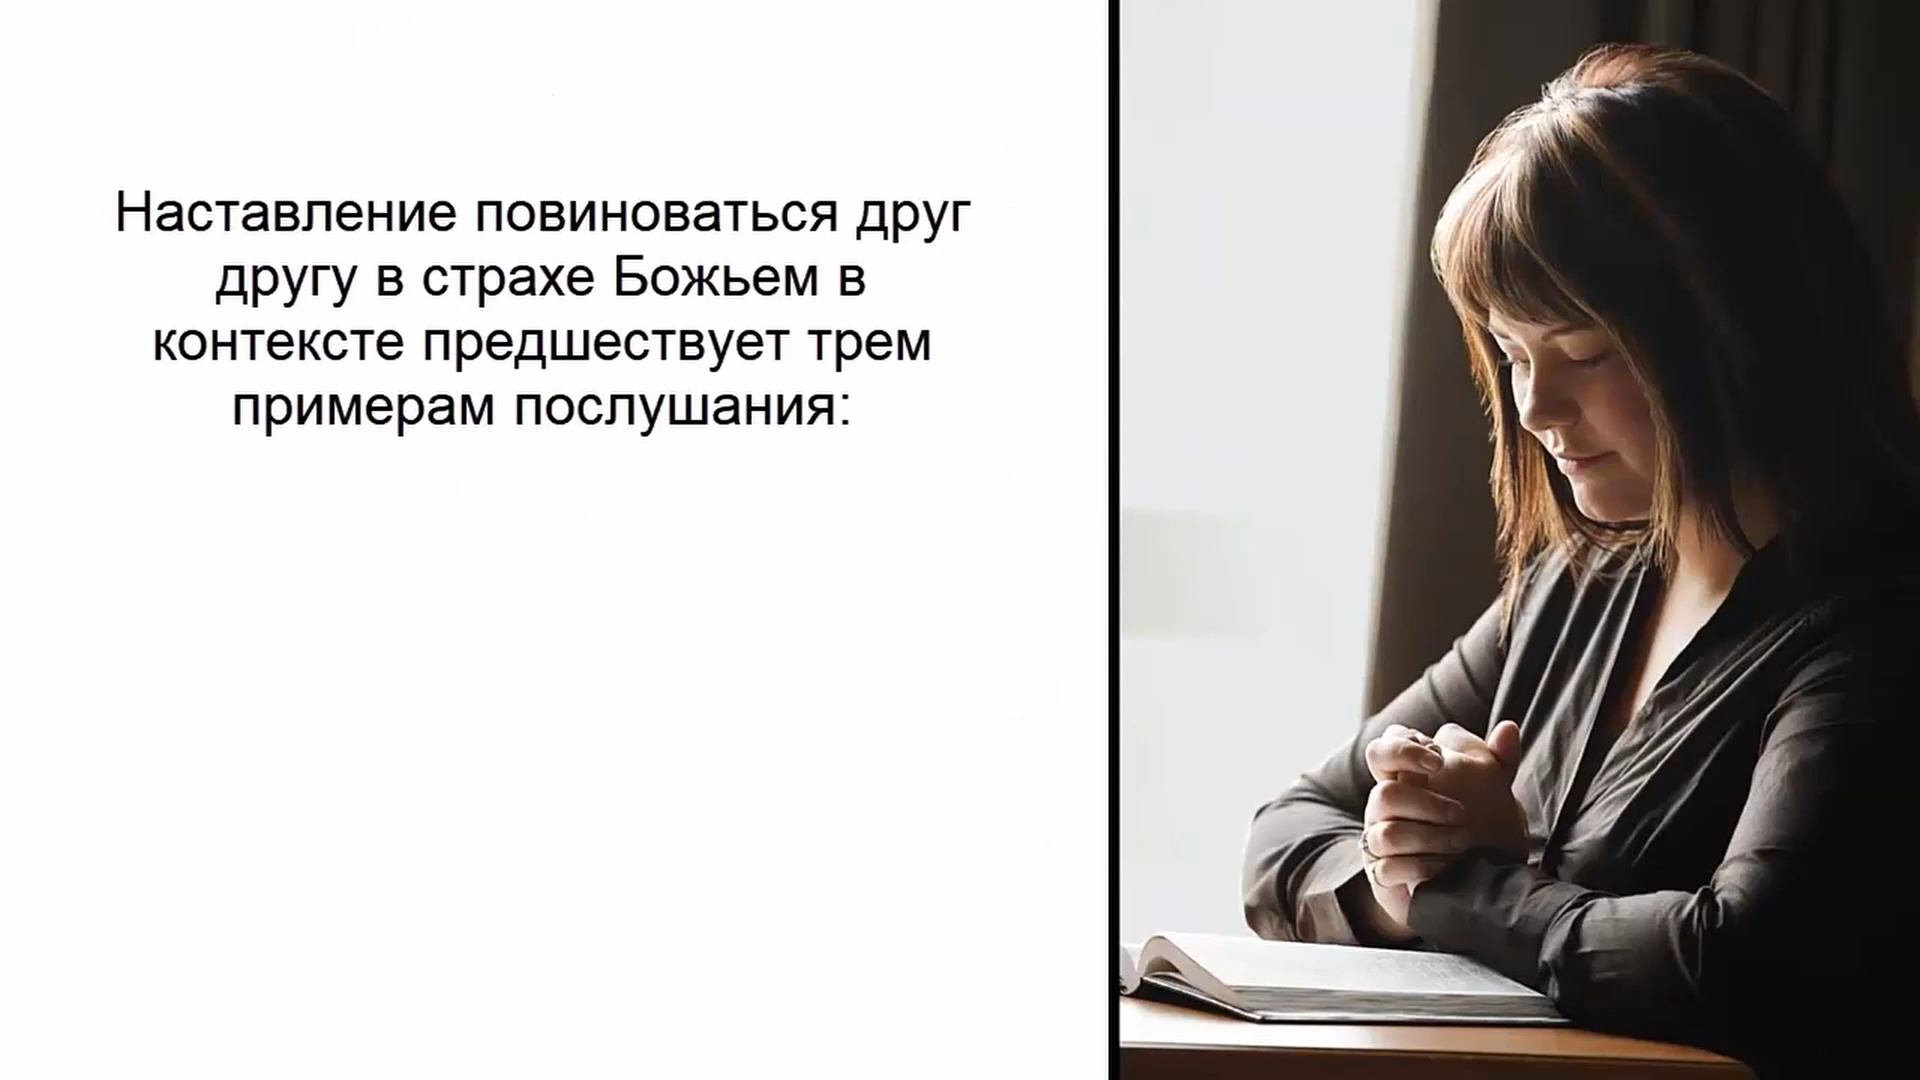 Наставление повиноваться друг
другу в страхе Божьем в
контексте предшествует трем
примерам послушания: